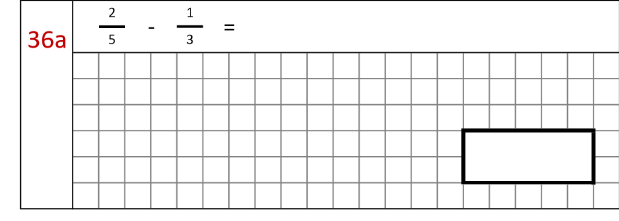 36a
2/5 - 1/3 =